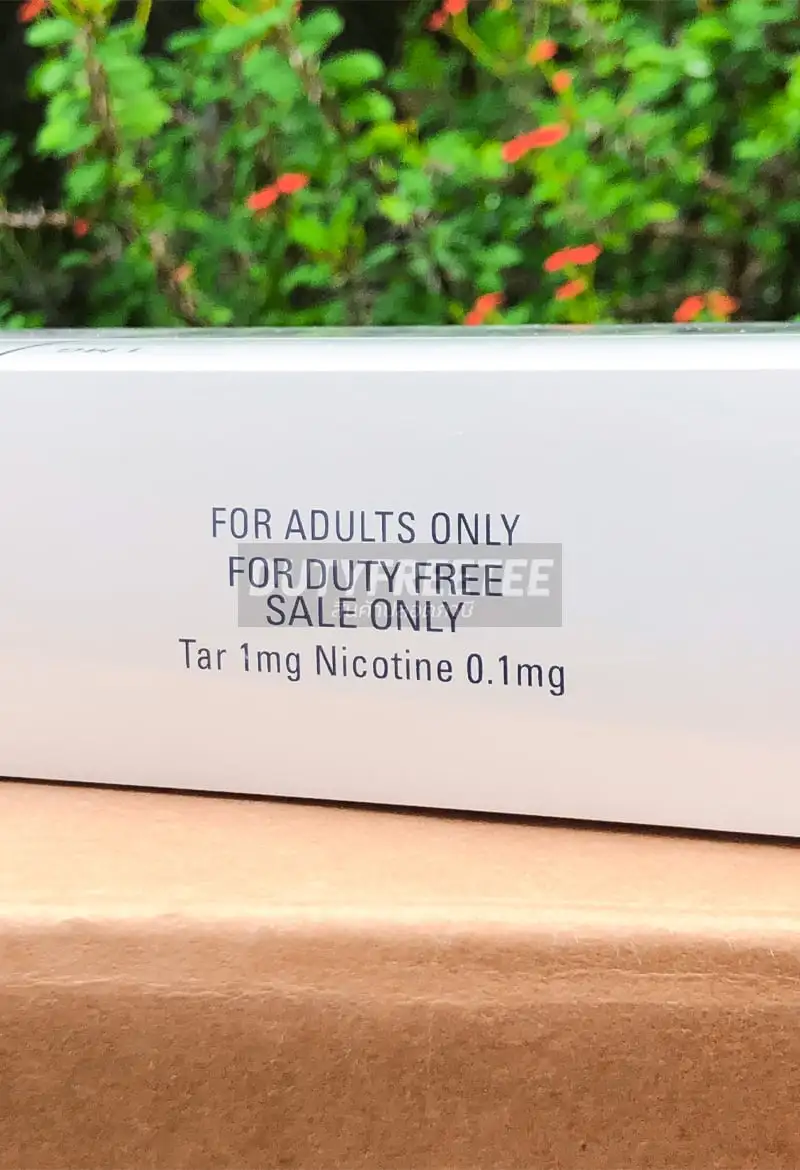 FOR ADULTS ONLY
FOR DUTY FREE
SALE ONLY
Tar 1mg Nicotine 0.1mg